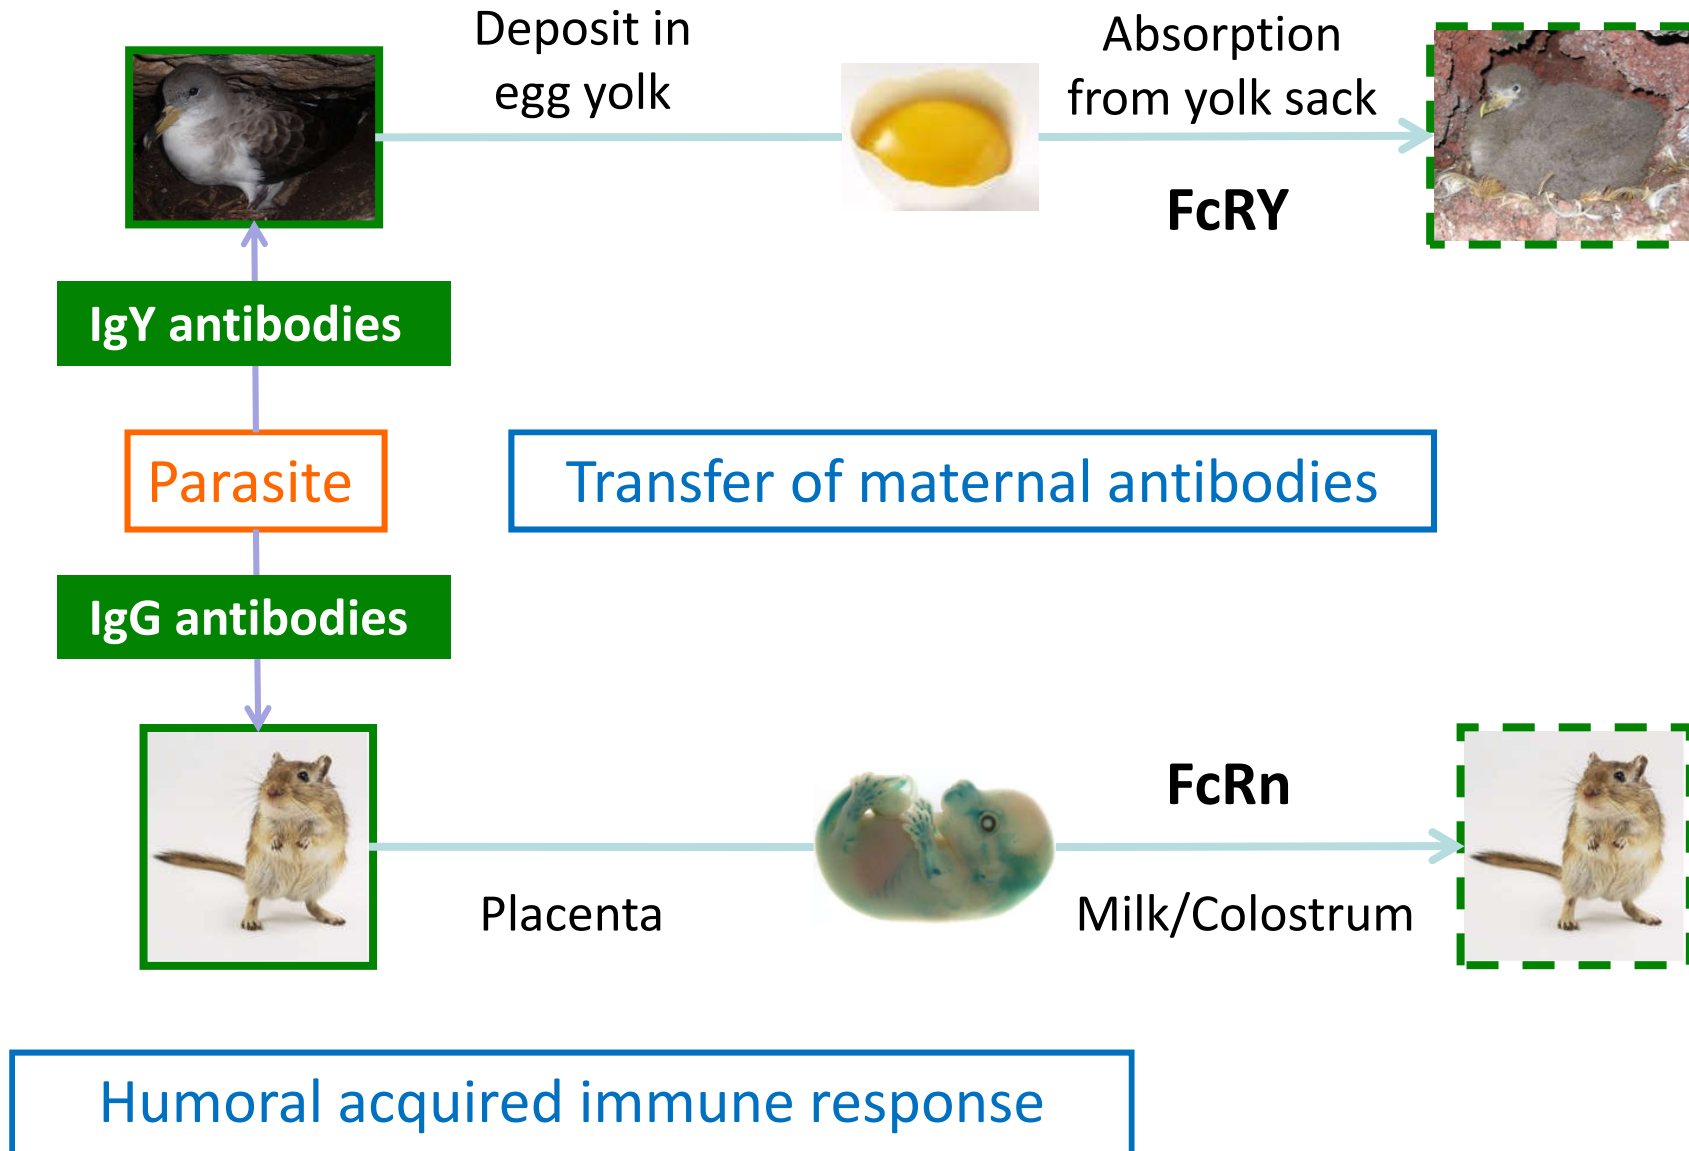 Deposit in
egg yolk
Absorption
from yolk sack
FcRY
IgY antibodies
Parasite
Transfer of maternal antibodies
IgG antibodies
FcRn
Placenta
Milk/Colostrum
Humoral acquired immune response